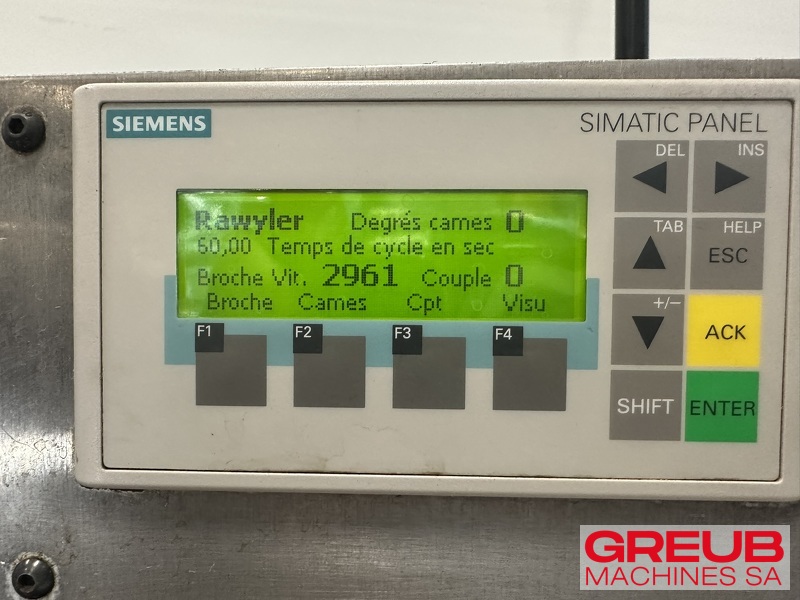 SIEMENS
SIMATIC PANEL
Rawyler Degrés cames 0
60,00 Temps de cycle en sec
Broche Vit. 2961 Couple 0
Broche Cames Cpt Visu
F1 F2 F3 F4
DEL INS
TAB HELP
ESC
+/-
ACK
SHIFT ENTER
GREUB
MACHINES SA